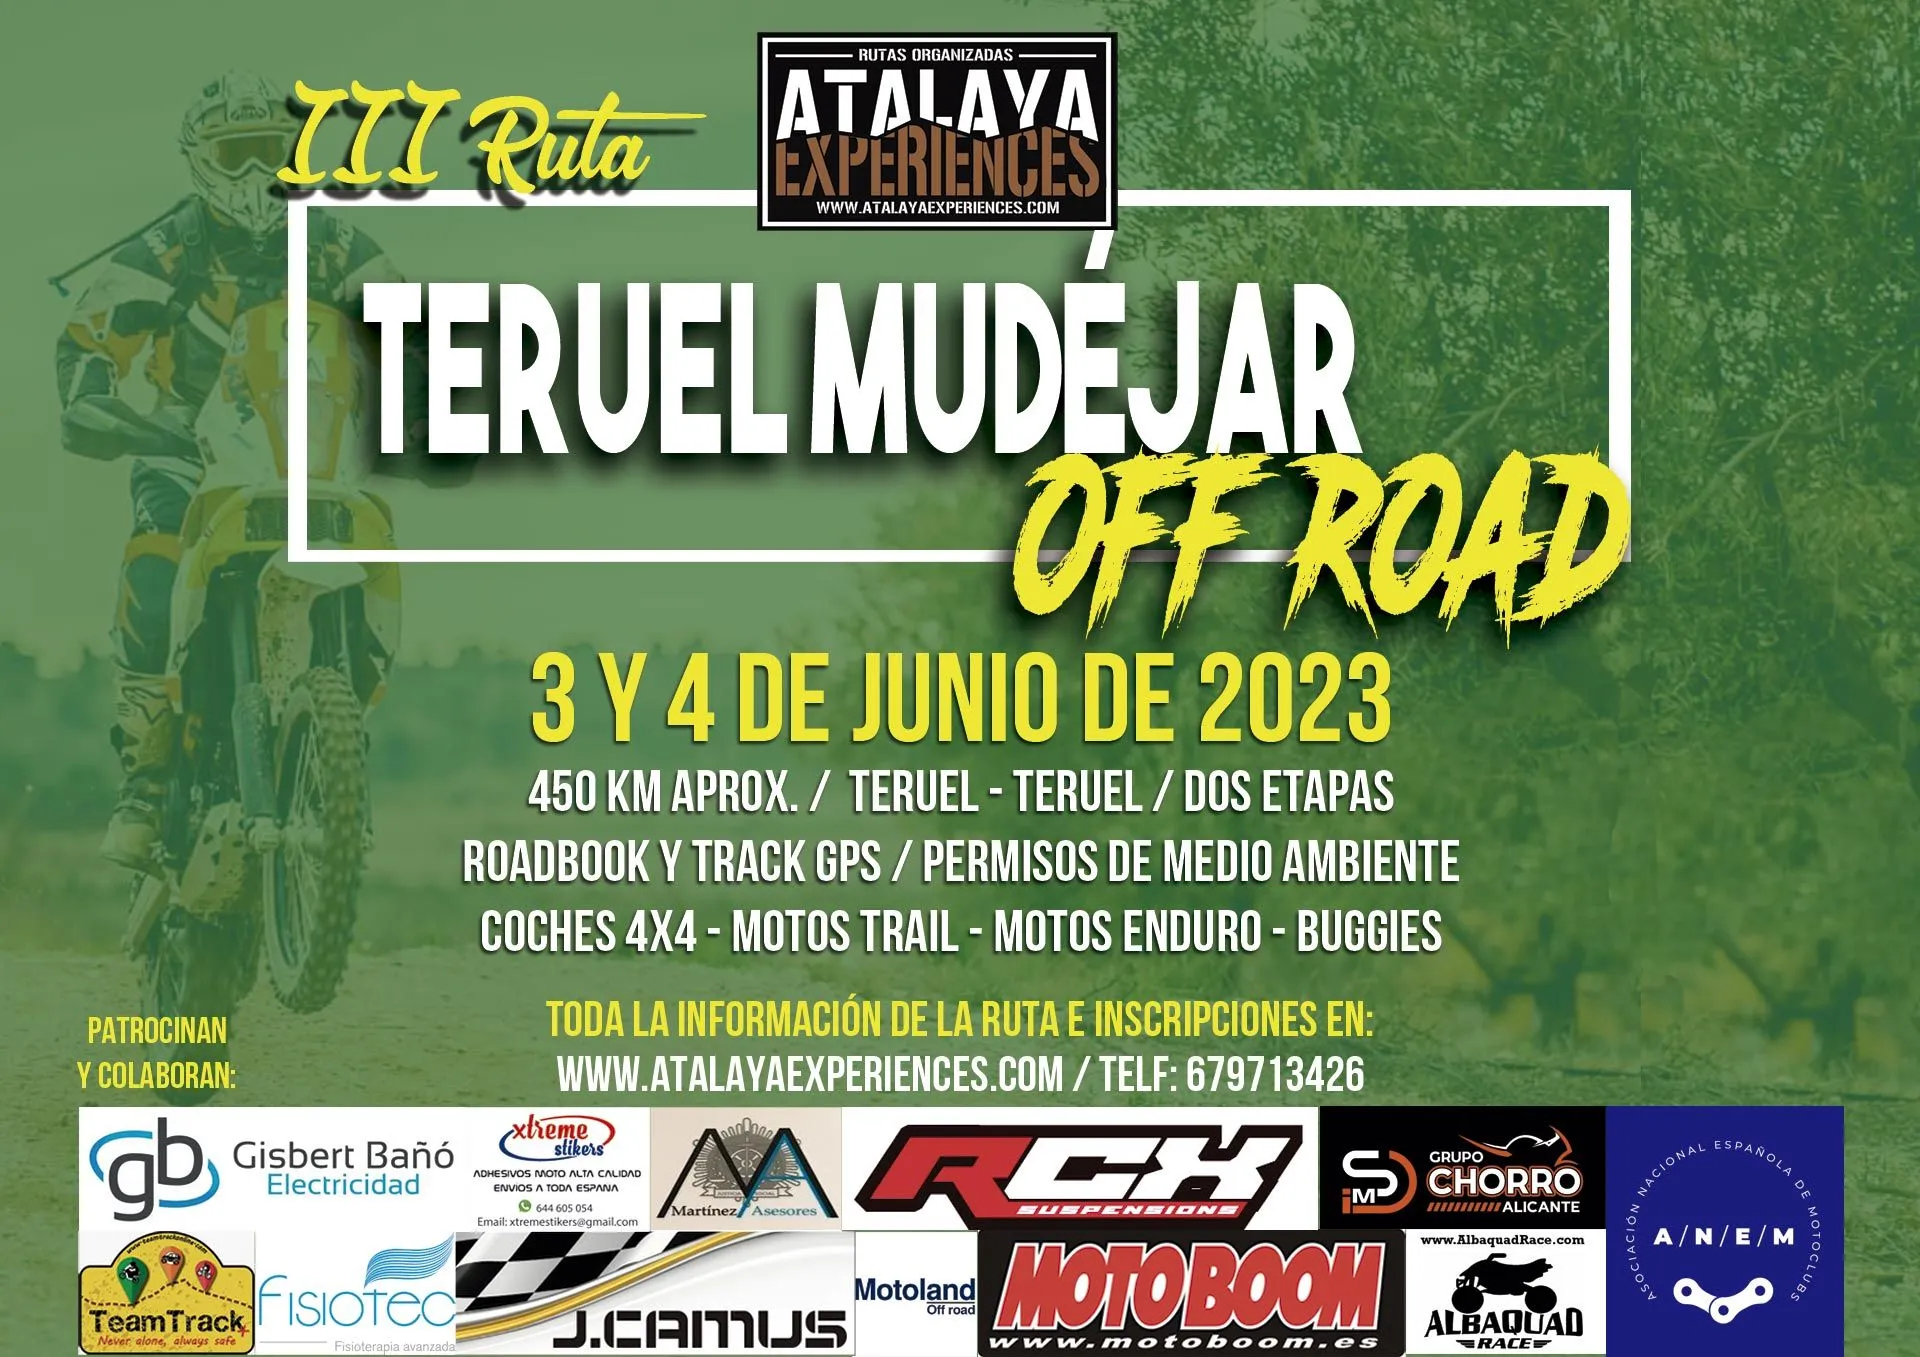 RUTAS ORGANIZADAS
ATALAYA
EXPERIENCES
WWW.ATALAYAEXPERIENCES.COM
III Ruta
TERUEL MUDÉJAR
OFF ROAD
3 Y 4 DE JUNIO DE 2023
450 KM APROX. / TERUEL - TERUEL / DOS ETAPAS
ROADBOOK Y TRACK GPS / PERMISOS DE MEDIO AMBIENTE
COCHES 4X4 - MOTOS TRAIL - MOTOS ENDURO - BUGGIES
TODA LA INFORMACIÓN DE LA RUTA E INSCRIPCIONES EN:
WWW.ATALAYAEXPERIENCES.COM / TELF: 679713426
PATROCINAN
Y COLABORAN:
gb
Gisbert Bañó
Electricidad
xtreme
stikers
ADHESIVOS MOTO ALTA CALIDAD
ENVIOS A TODA ESPAÑA
644 605 054
Email: xtremestikers@gmail.com
Martínez Asesores
RCX
SUSPENSIONS
GRUPO
CHORRO
ALICANTE
ASOCIACIÓN NACIONAL ESPAÑOLA DE MOTOCLUBS
A/N/E/M
www.teamtrackonline.com
TeamTrack
Never alone, always safe
FISIOTEC
Fisioterapia avanzada
J.CAMUS
Motoland
Off road
MOTOBOOM
www.motoboom.es
www.AlbaquadRace.com
ALBAQUAD
RACE